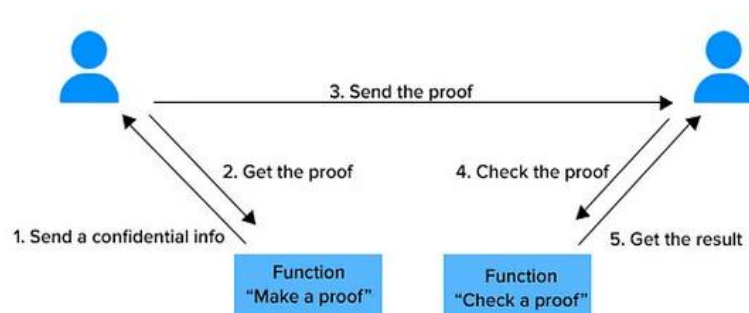 3. Send the proof
2. Get the proof
4. Check the proof
1. Send a confidential info
5. Get the result
Function
“Make a proof”
Function
“Check a proof”